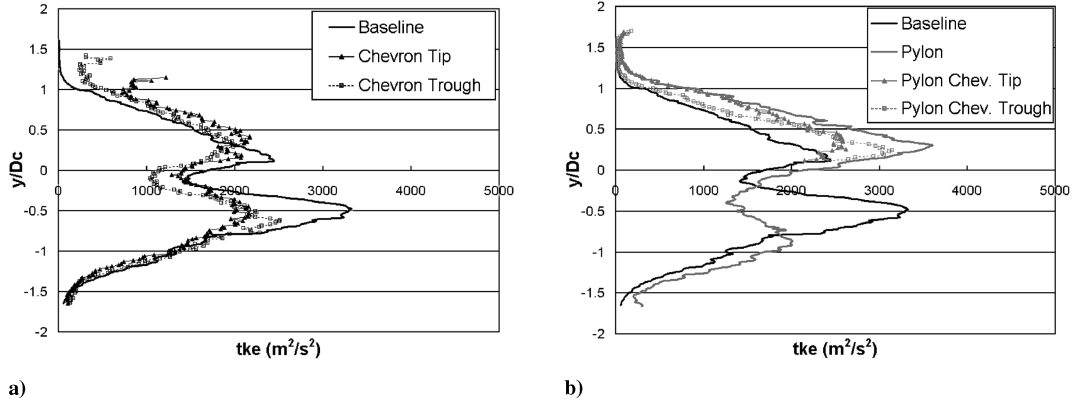 2
1.5
1
0.5
0
-0.5
-1
-1.5
-2
y/Dc
0
1000
2000
3000
4000
5000
tke (m²/s²)
Baseline
Chevron Tip
Chevron Trough
a)
2
1.5
1
0.5
0
-0.5
-1
-1.5
-2
y/Dc
0
1000
2000
3000
4000
5000
tke (m²/s²)
Baseline
Pylon
Pylon Chev. Tip
Pylon Chev. Trough
b)